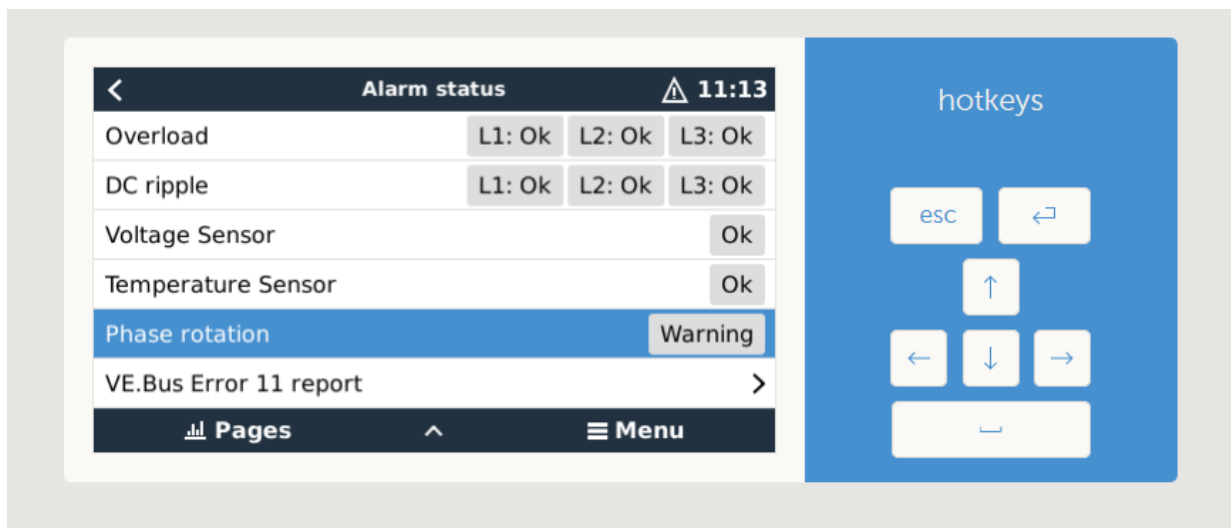 Alarm status 11:13
Overload L1: Ok L2: Ok L3: Ok
DC ripple L1: Ok L2: Ok L3: Ok
Voltage Sensor Ok
Temperature Sensor Ok
Phase rotation Warning
VE.Bus Error 11 report
Pages Menu
hotkeys
esc